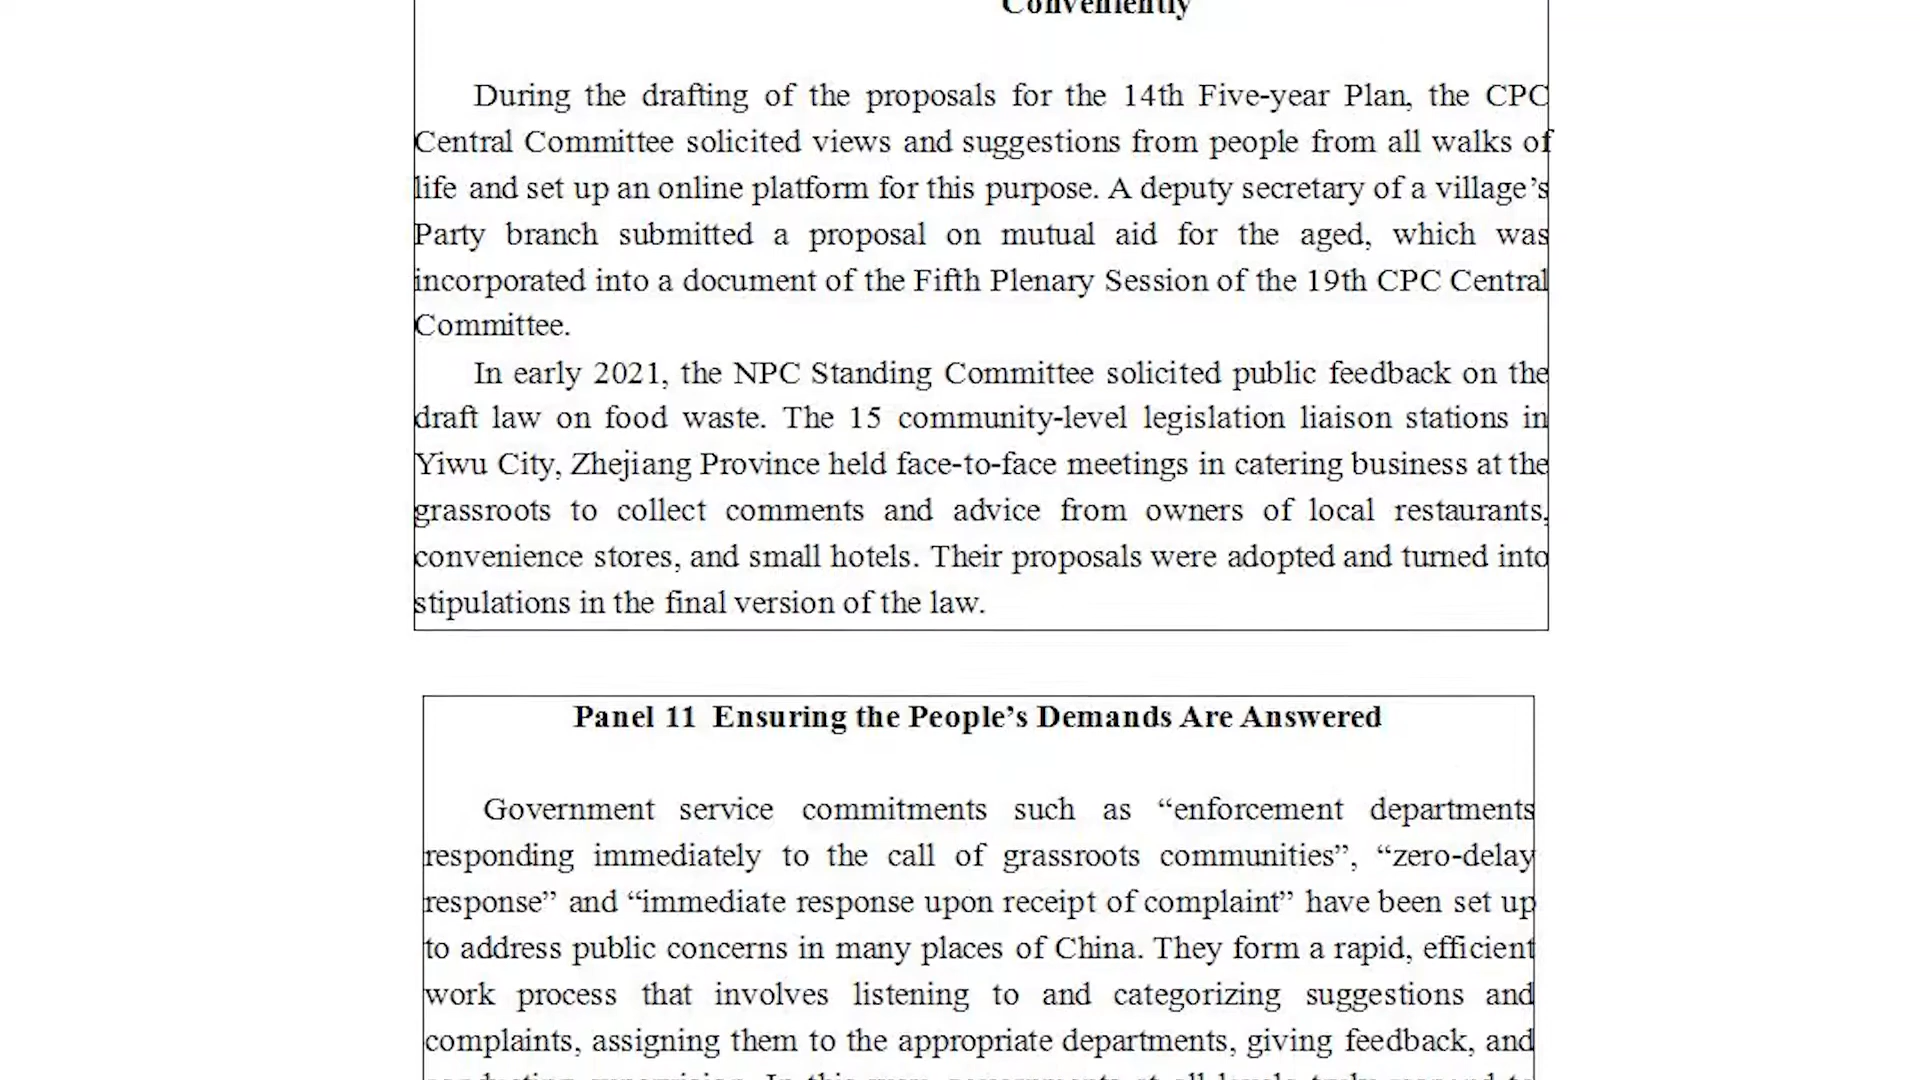 Conveniently
During the drafting of the proposals for the 14th Five-year Plan, the CPC
Central Committee solicited views and suggestions from people from all walks of
life and set up an online platform for this purpose. A deputy secretary of a village’s
Party branch submitted a proposal on mutual aid for the aged, which was
incorporated into a document of the Fifth Plenary Session of the 19th CPC Central
Committee.
In early 2021, the NPC Standing Committee solicited public feedback on the
draft law on food waste. The 15 community-level legislation liaison stations in
Yiwu City, Zhejiang Province held face-to-face meetings in catering business at the
grassroots to collect comments and advice from owners of local restaurants,
convenience stores, and small hotels. Their proposals were adopted and turned into
stipulations in the final version of the law.
Panel 11 Ensuring the People’s Demands Are Answered
Government service commitments such as “enforcement departments
responding immediately to the call of grassroots communities”, “zero-delay
response” and “immediate response upon receipt of complaint” have been set up
to address public concerns in many places of China. They form a rapid, efficient
work process that involves listening to and categorizing suggestions and
complaints, assigning them to the appropriate departments, giving feedback, and